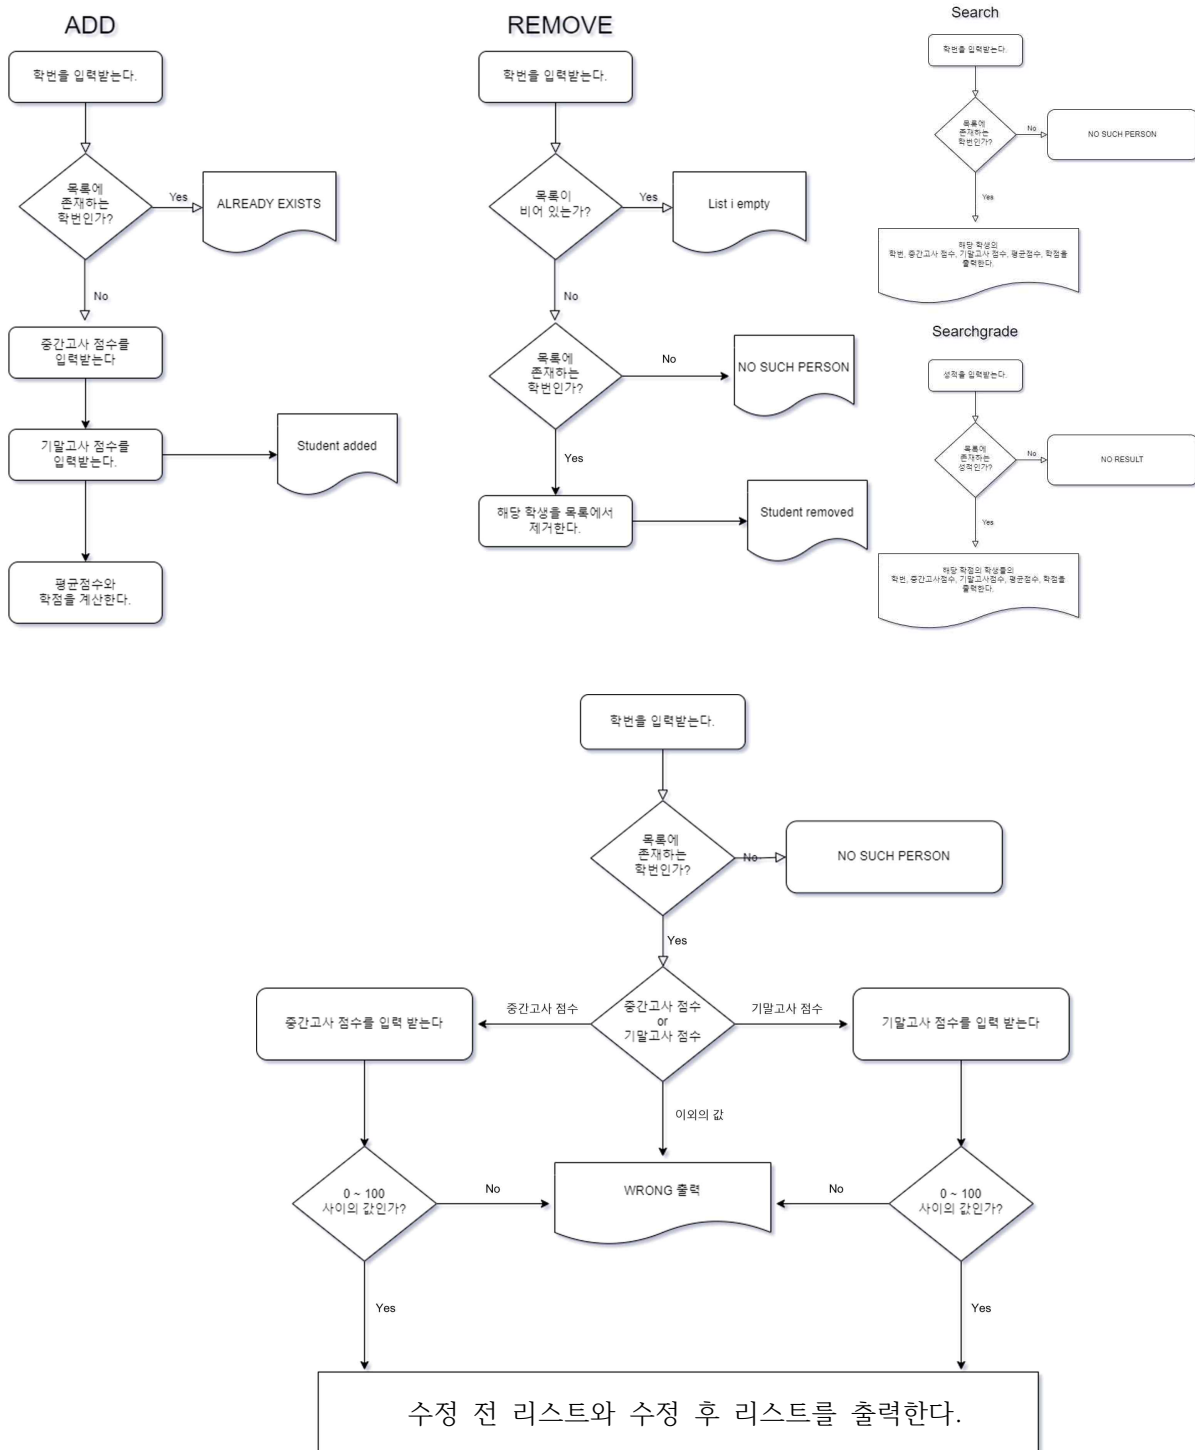 ADD
학번을 입력받는다.
목록에
존재하는
학번인가?
Yes
ALREADY EXISTS
No
중간고사 점수를
입력받는다
기말고사 점수를
입력받는다.
Student added
평균점수와
학점을 계산한다.
REMOVE
학번을 입력받는다.
목록이
비어 있는가?
Yes
List i empty
No
목록에
존재하는
학번인가?
No
NO SUCH PERSON
Yes
해당 학생을 목록에서
제거한다.
Student removed
Search
학번을 입력받는다.
목록에
존재하는
학번인가?
No
NO SUCH PERSON
Yes
해당 학생의
학번, 중간고사 점수, 기말고사 점수, 평균점수, 학점을
출력한다.
Searchgrade
성적을 입력받는다.
목록에
존재하는
성적인가?
No
NO RESULT
Yes
해당 학점의 학생들의
학번, 중간고사점수, 기말고사점수, 평균점수, 학점을
출력한다.
학번을 입력받는다.
목록에
존재하는
학번인가?
No
NO SUCH PERSON
Yes
중간고사 점수
or
기말고사 점수
중간고사 점수
기말고사 점수
중간고사 점수를 입력 받는다
기말고사 점수를 입력 받는다
이외의 값
0 ~ 100
사이의 값인가?
No
WRONG 출력
No
0 ~ 100
사이의 값인가?
Yes
Yes
수정 전 리스트와 수정 후 리스트를 출력한다.